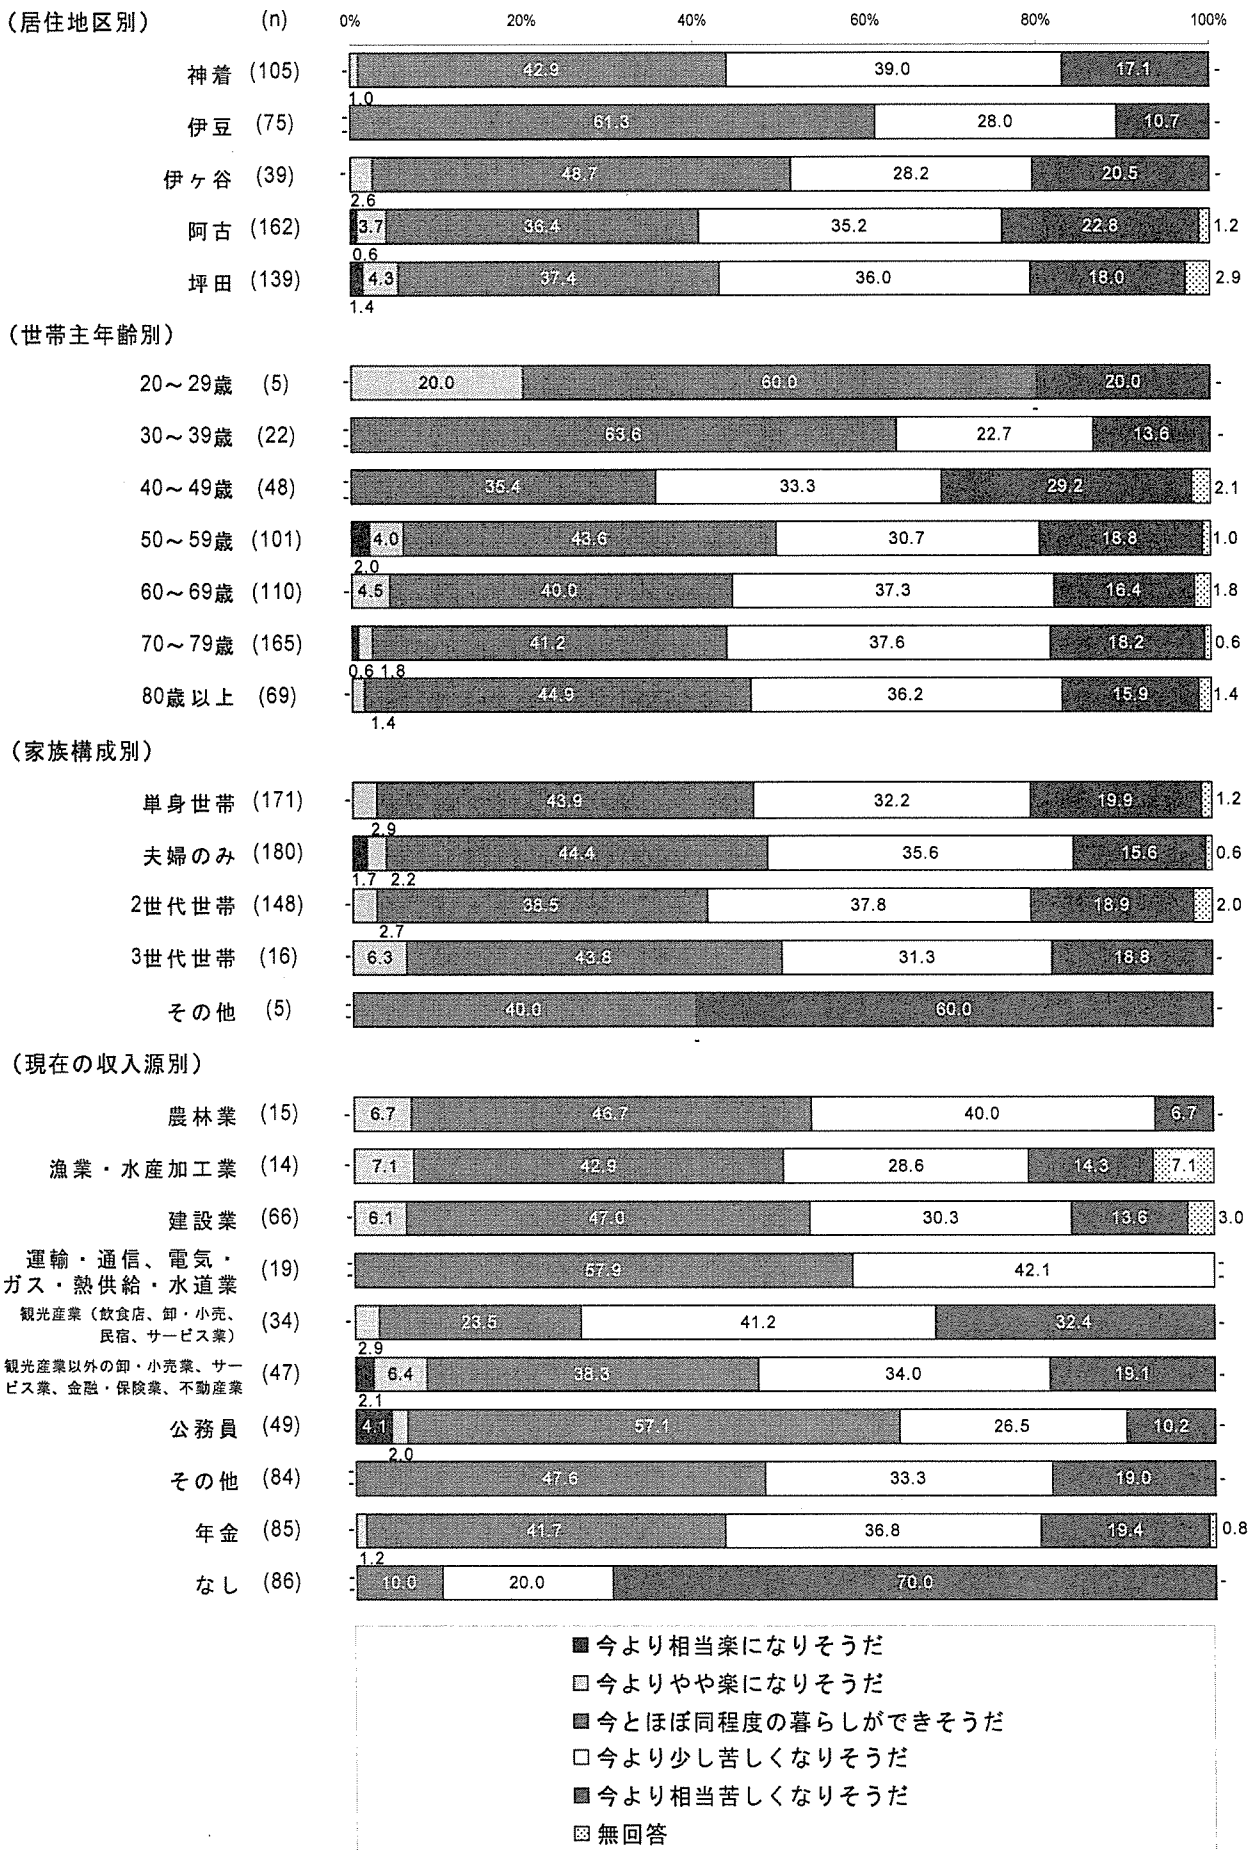 （居住地区別） (n) 0% 20% 40% 60% 80% 100%
神着 (105) - 42.9 39.0 17.1 -
1.0
伊豆 (75) - - 61.3 28.0 10.7 -
伊ヶ谷 (39) - 48.7 28.2 20.5 -
2.6
阿古 (162) 3.7 36.4 35.2 22.8 1.2
0.6
坪田 (139) 4.3 37.4 36.0 18.0 2.9
1.4
（世帯主年齢別）
20～29歳 (5) - 20.0 60.0 20.0 -
-
30～39歳 (22) - - 63.6 22.7 13.6 -
40～49歳 (48) - - 35.4 33.3 29.2 2.1
50～59歳 (101) 4.0 43.6 30.7 18.8 1.0
2.0
60～69歳 (110) - 4.5 40.0 37.3 16.4 1.8
70～79歳 (165) 41.2 37.6 18.2 0.6
0.6 1.8
80歳以上 (69) - 44.9 36.2 15.9 1.4
1.4
（家族構成別）
単身世帯 (171) - 43.9 32.2 19.9 1.2
2.9
夫婦のみ (180) 44.4 35.6 15.6 0.6
1.7 2.2
2世代世帯 (148) - 38.5 37.8 18.9 2.0
2.7
3世代世帯 (16) - 6.3 43.8 31.3 18.8 -
その他 (5) - - 40.0 60.0 -
-
（現在の収入源別）
農林業 (15) - 6.7 46.7 40.0 6.7 -
漁業・水産加工業 (14) - 7.1 42.9 28.6 14.3 7.1
建設業 (66) - 6.1 47.0 30.3 13.6 3.0
運輸・通信、電気・
ガス・熱供給・水道業 (19) - - 57.9 42.1 - -
観光産業（飲食店、卸・小売、
民宿、サービス業） (34) - 23.5 41.2 32.4 -
2.9
観光産業以外の卸・小売業、サー
ビス業、金融・保険業、不動産業 (47) 6.4 38.3 34.0 19.1 -
2.1
公務員 (49) 4.1 57.1 26.5 10.2 -
2.0
その他 (84) - - 47.6 33.3 19.0 -
年金 (85) - 41.7 36.8 19.4 0.8
1.2
なし (86) - - 10.0 20.0 70.0 -
今より相当楽になりそうだ
今よりやや楽になりそうだ
今とほぼ同程度の暮らしができそうだ
今より少し苦しくなりそうだ
今より相当苦しくなりそうだ
無回答